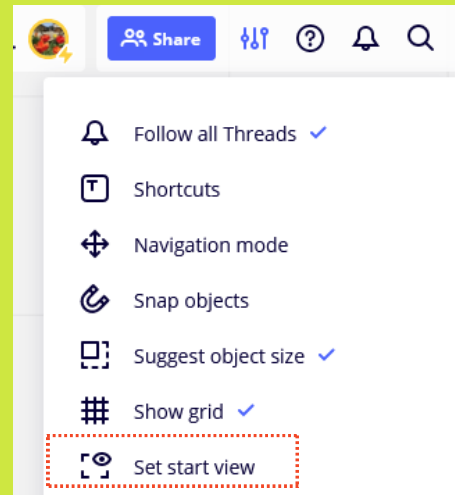 Share
Follow all Threads
Shortcuts
Navigation mode
Snap objects
Suggest object size
Show grid
Set start view